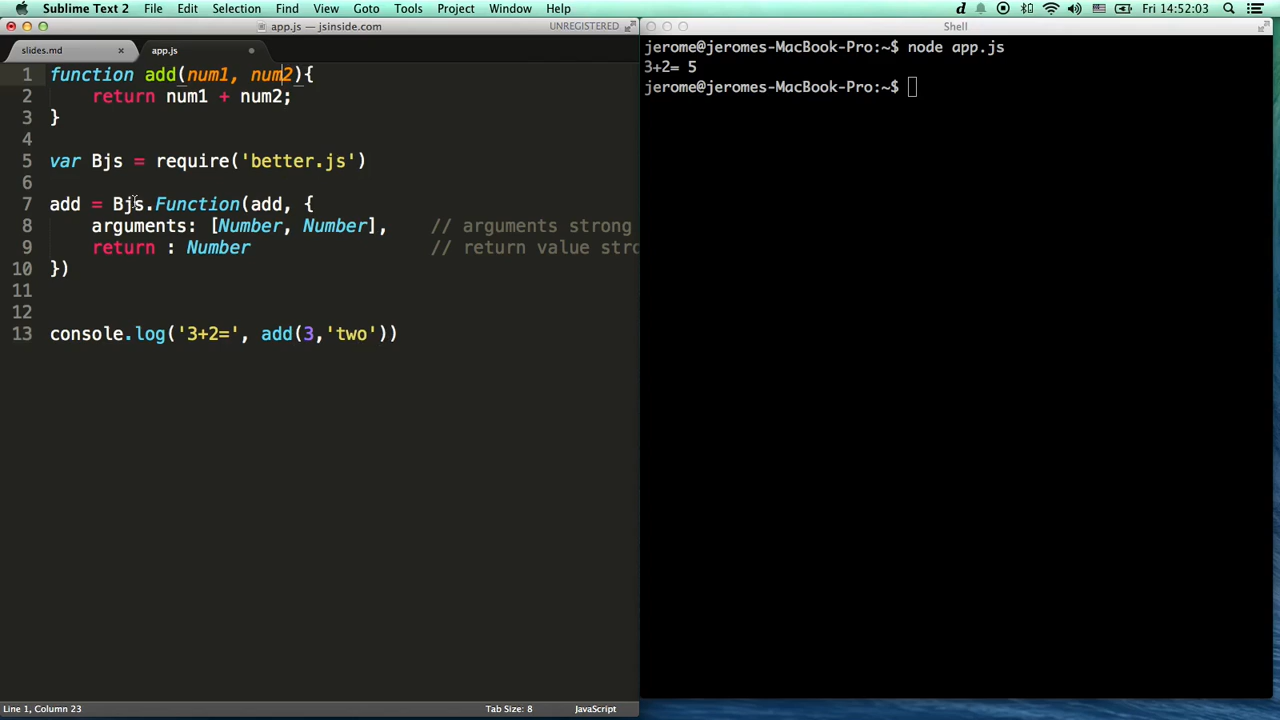 Sublime Text 2 File Edit Selection Find View Goto Tools Project Window Help d Fri 14:52:03
app.js — jsinside.com UNREGISTERED
slides.md × app.js
1 function add(num1, num2){
2 return num1 + num2;
3 }
4
5 var Bjs = require('better.js')
6
7 add = Bjs.Function(add, {
8 arguments: [Number, Number], // arguments strong
9 return : Number // return value stro
10 })
11
12
13 console.log('3+2=', add(3,'two'))
Line 1, Column 23 Tab Size: 8 JavaScript
Shell
jerome@jeromes-MacBook-Pro:~$ node app.js
3+2= 5
jerome@jeromes-MacBook-Pro:~$